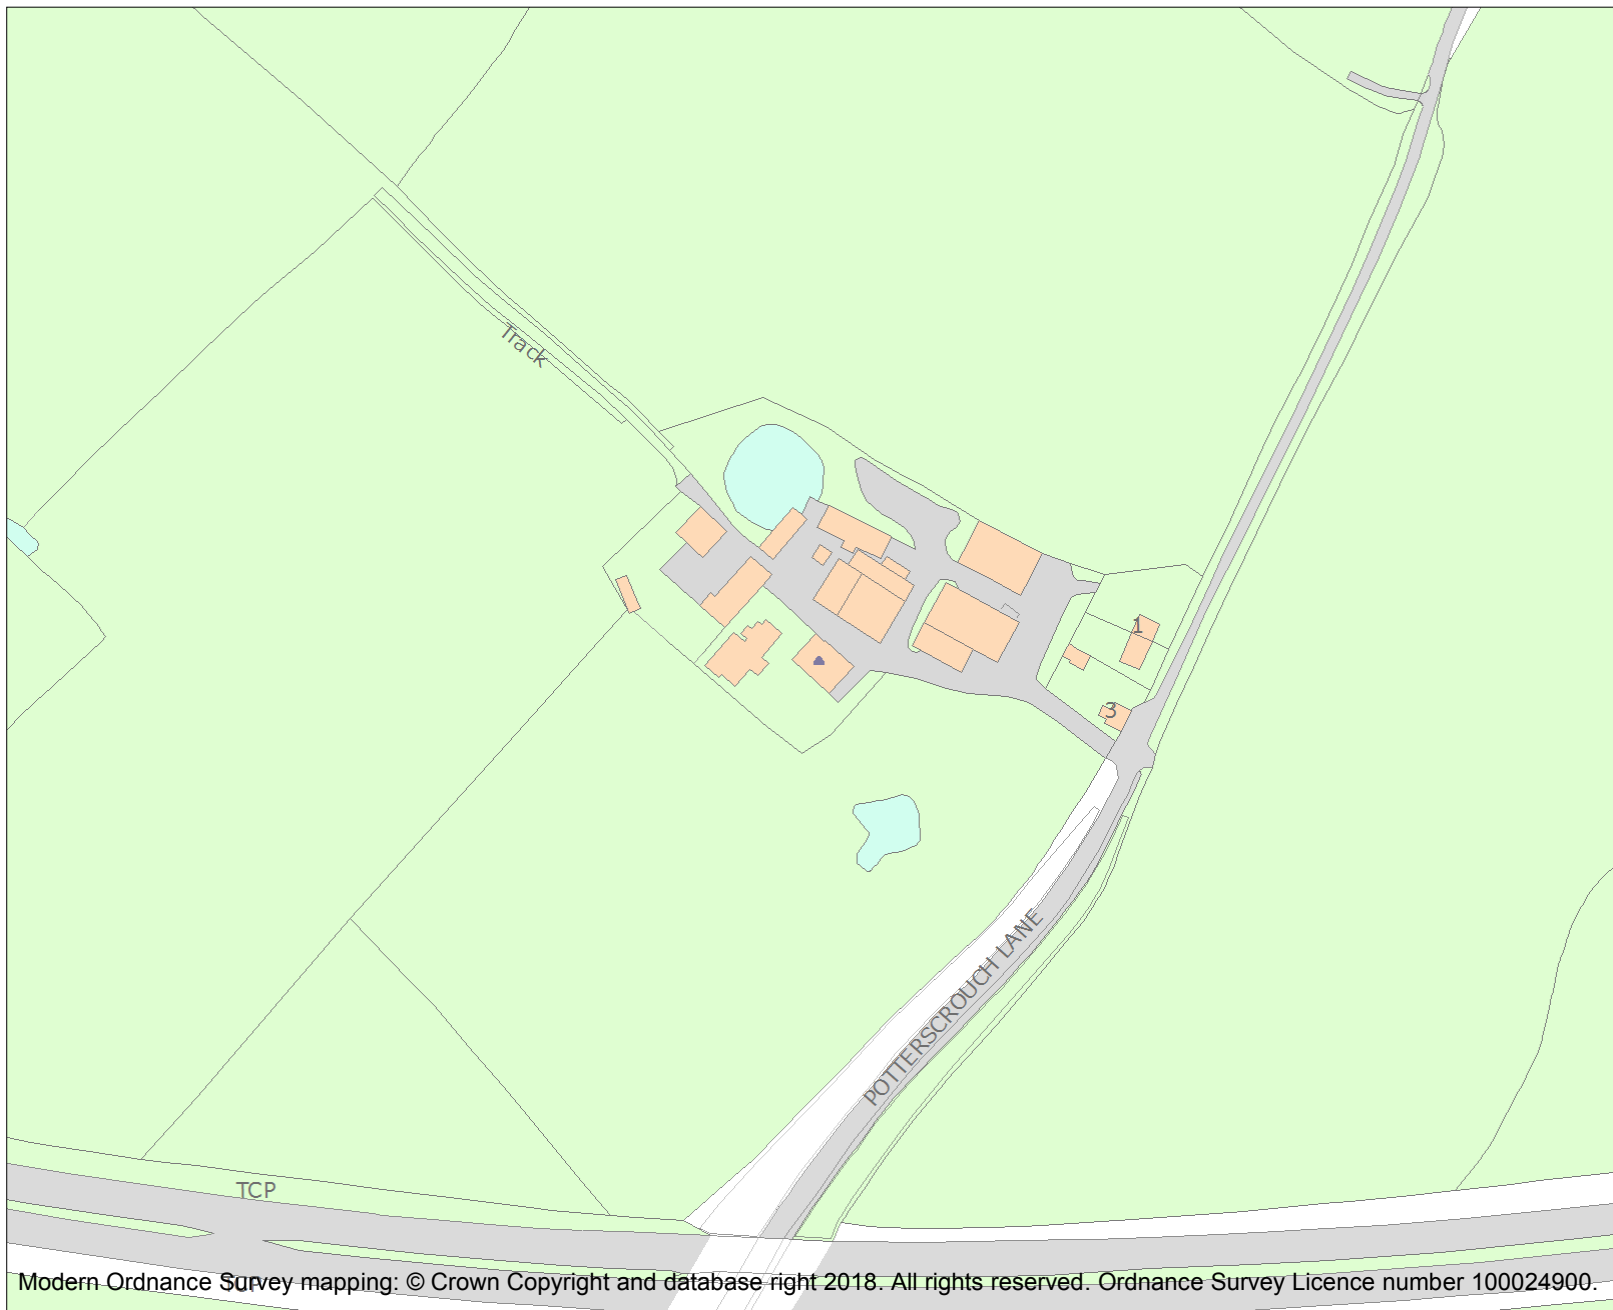 Track
1
3
POTTERSCROUCH LANE
TCP
TCP
Modern Ordnance Survey mapping: © Crown Copyright and database right 2018. All rights reserved. Ordnance Survey Licence number 100024900.